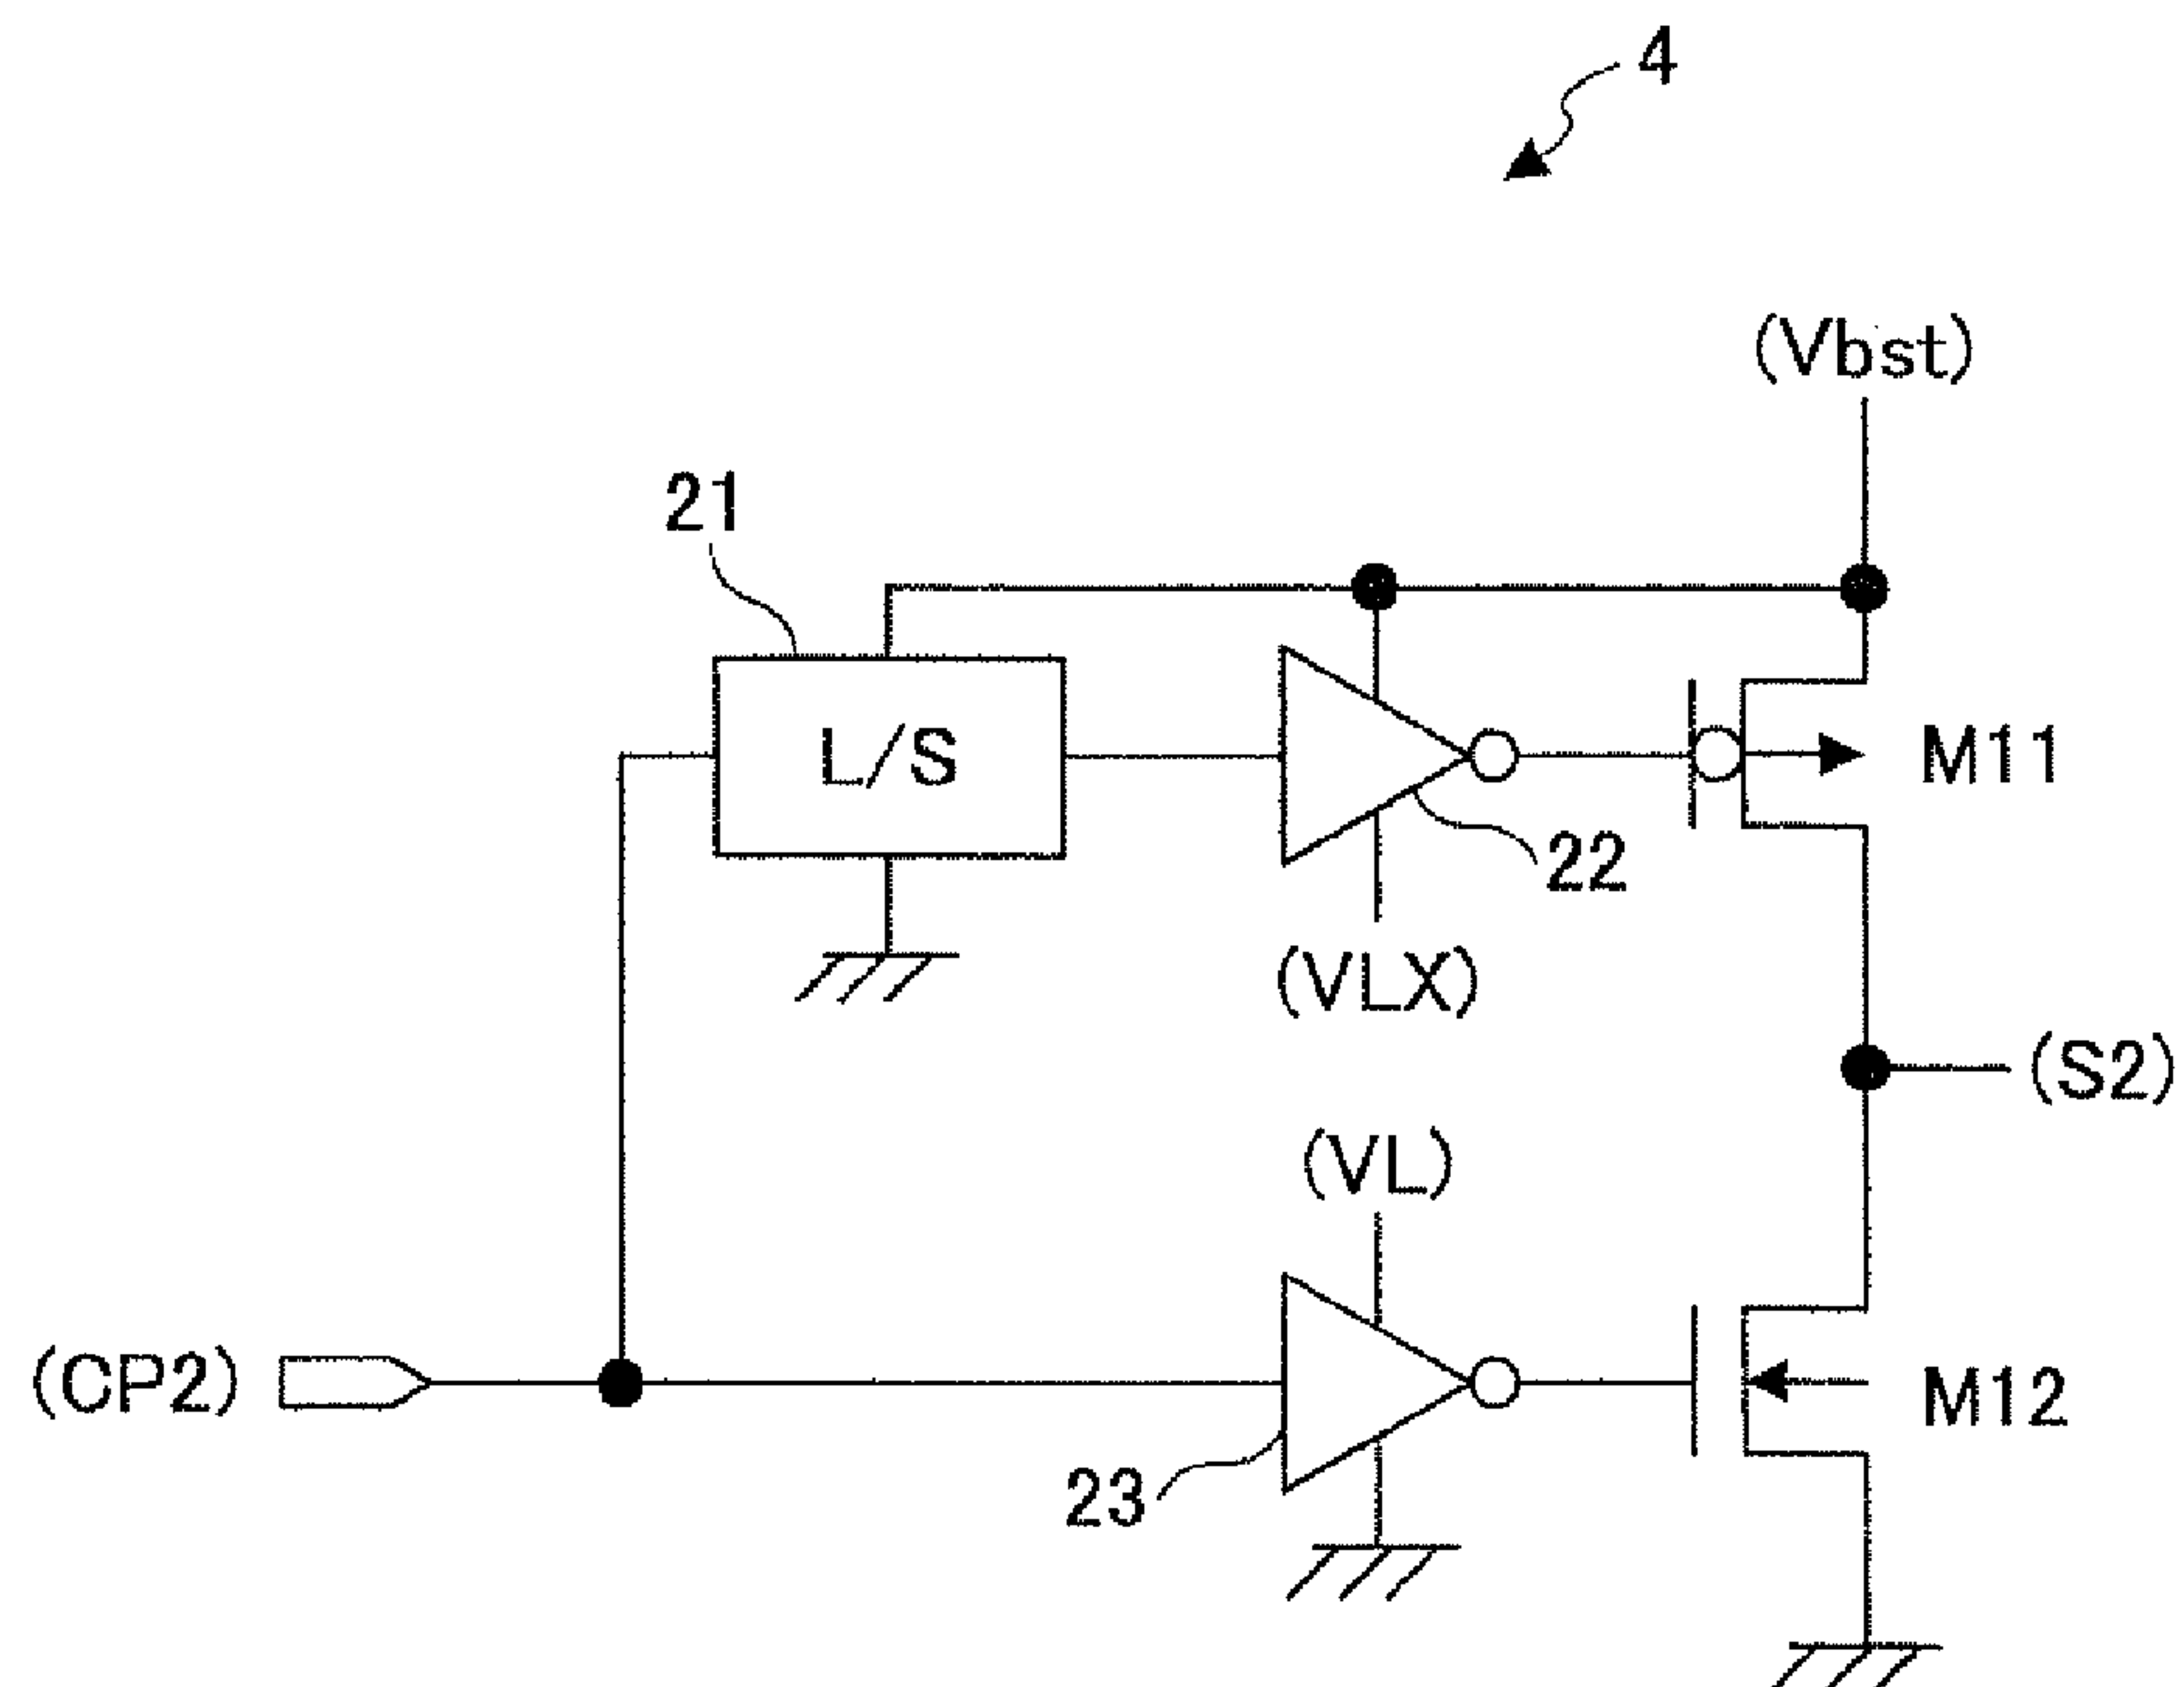 4
(Vbst)
21
L/S
M11
22
(VLX)
(S2)
(VL)
(CP2)
M12
23